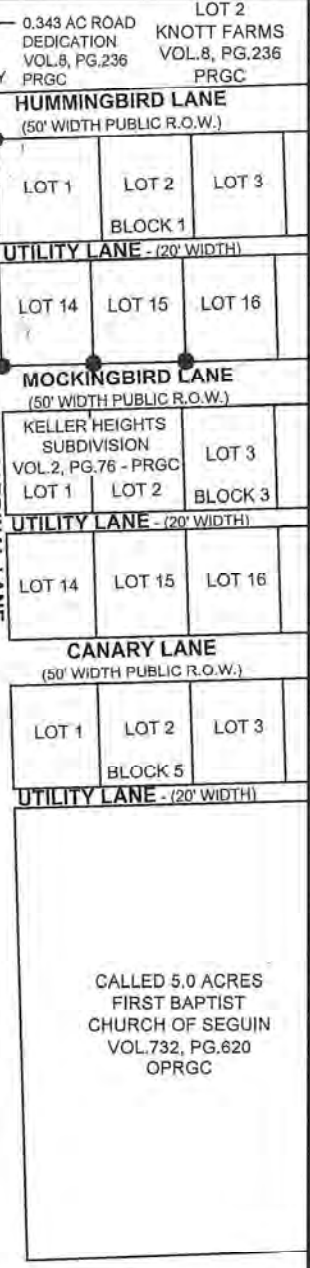 0.343 AC ROAD
DEDICATION
VOL.8, PG.236
PRGC
LOT 2
KNOTT FARMS
VOL.8, PG.236
PRGC
HUMMINGBIRD LANE
(50' WIDTH PUBLIC R.O.W.)
LOT 1
LOT 2
LOT 3
BLOCK 1
UTILITY LANE - (20' WIDTH)
LOT 14
LOT 15
LOT 16
MOCKINGBIRD LANE
(50' WIDTH PUBLIC R.O.W.)
KELLER HEIGHTS
SUBDIVISION
VOL.2, PG.76 - PRGC
LOT 1
LOT 2
LOT 3
BLOCK 3
UTILITY LANE - (20' WIDTH)
LOT 14
LOT 15
LOT 16
LANE
CANARY LANE
(50' WIDTH PUBLIC R.O.W.)
LOT 1
LOT 2
LOT 3
BLOCK 5
UTILITY LANE - (20' WIDTH)
CALLED 5.0 ACRES
FIRST BAPTIST
CHURCH OF SEGUIN
VOL.732, PG.620
OPRGC